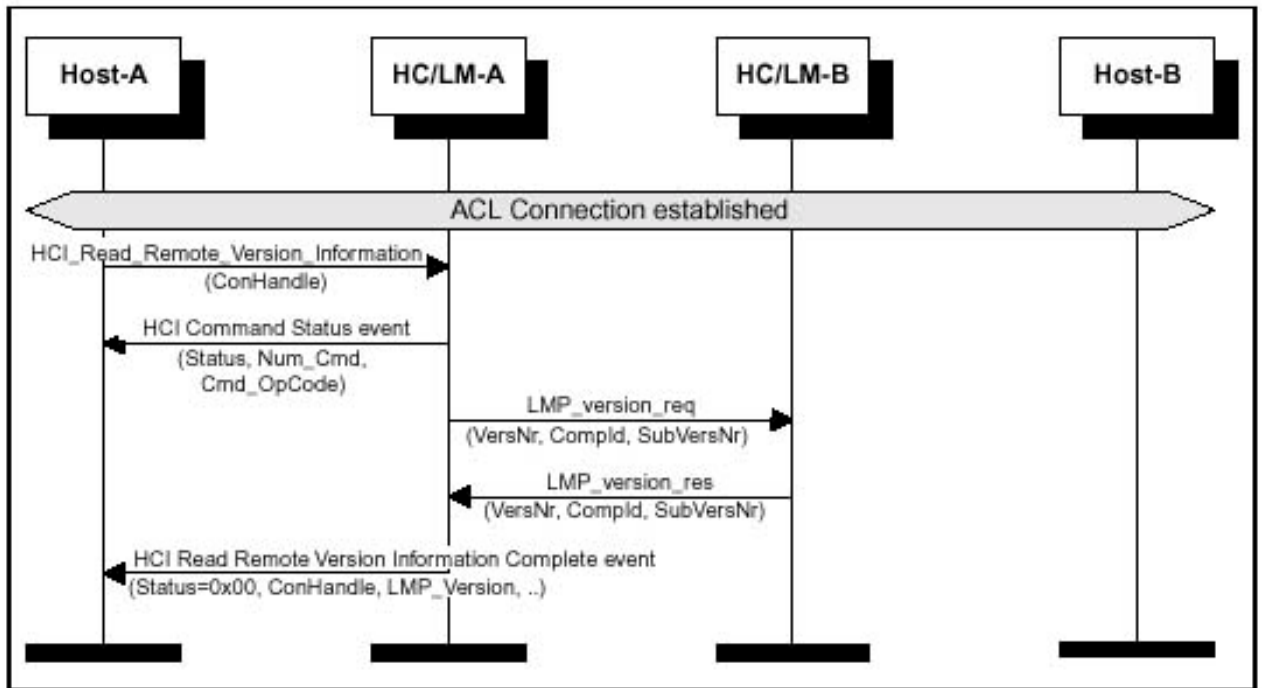 Host-A
HC/LM-A
HC/LM-B
Host-B
ACL Connection established
HCI_Read_Remote_Version_Information
(ConHandle)
HCI Command Status event
(Status, Num_Cmd,
Cmd_OpCode)
LMP_version_req
(VersNr, CompId, SubVersNr)
LMP_version_res
(VersNr, CompId, SubVersNr)
HCI Read Remote Version Information Complete event
(Status=0x00, ConHandle, LMP_Version, ..)